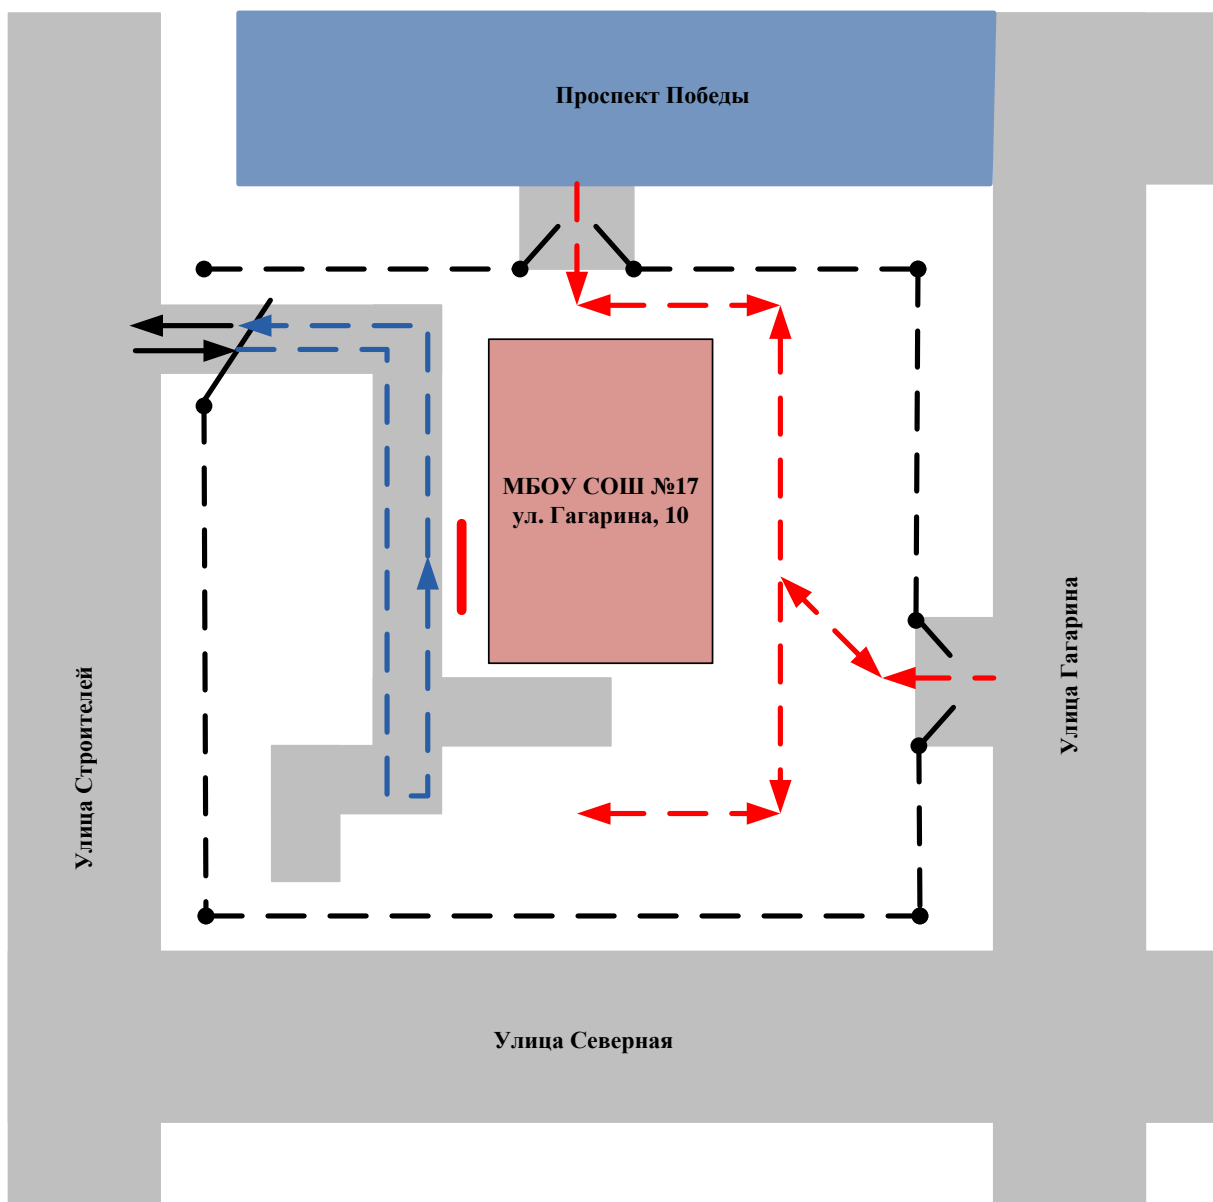 Проспект Победы
МБОУ СОШ №17
ул. Гагарина, 10
Улица Гагарина
Улица Строителей
Улица Северная